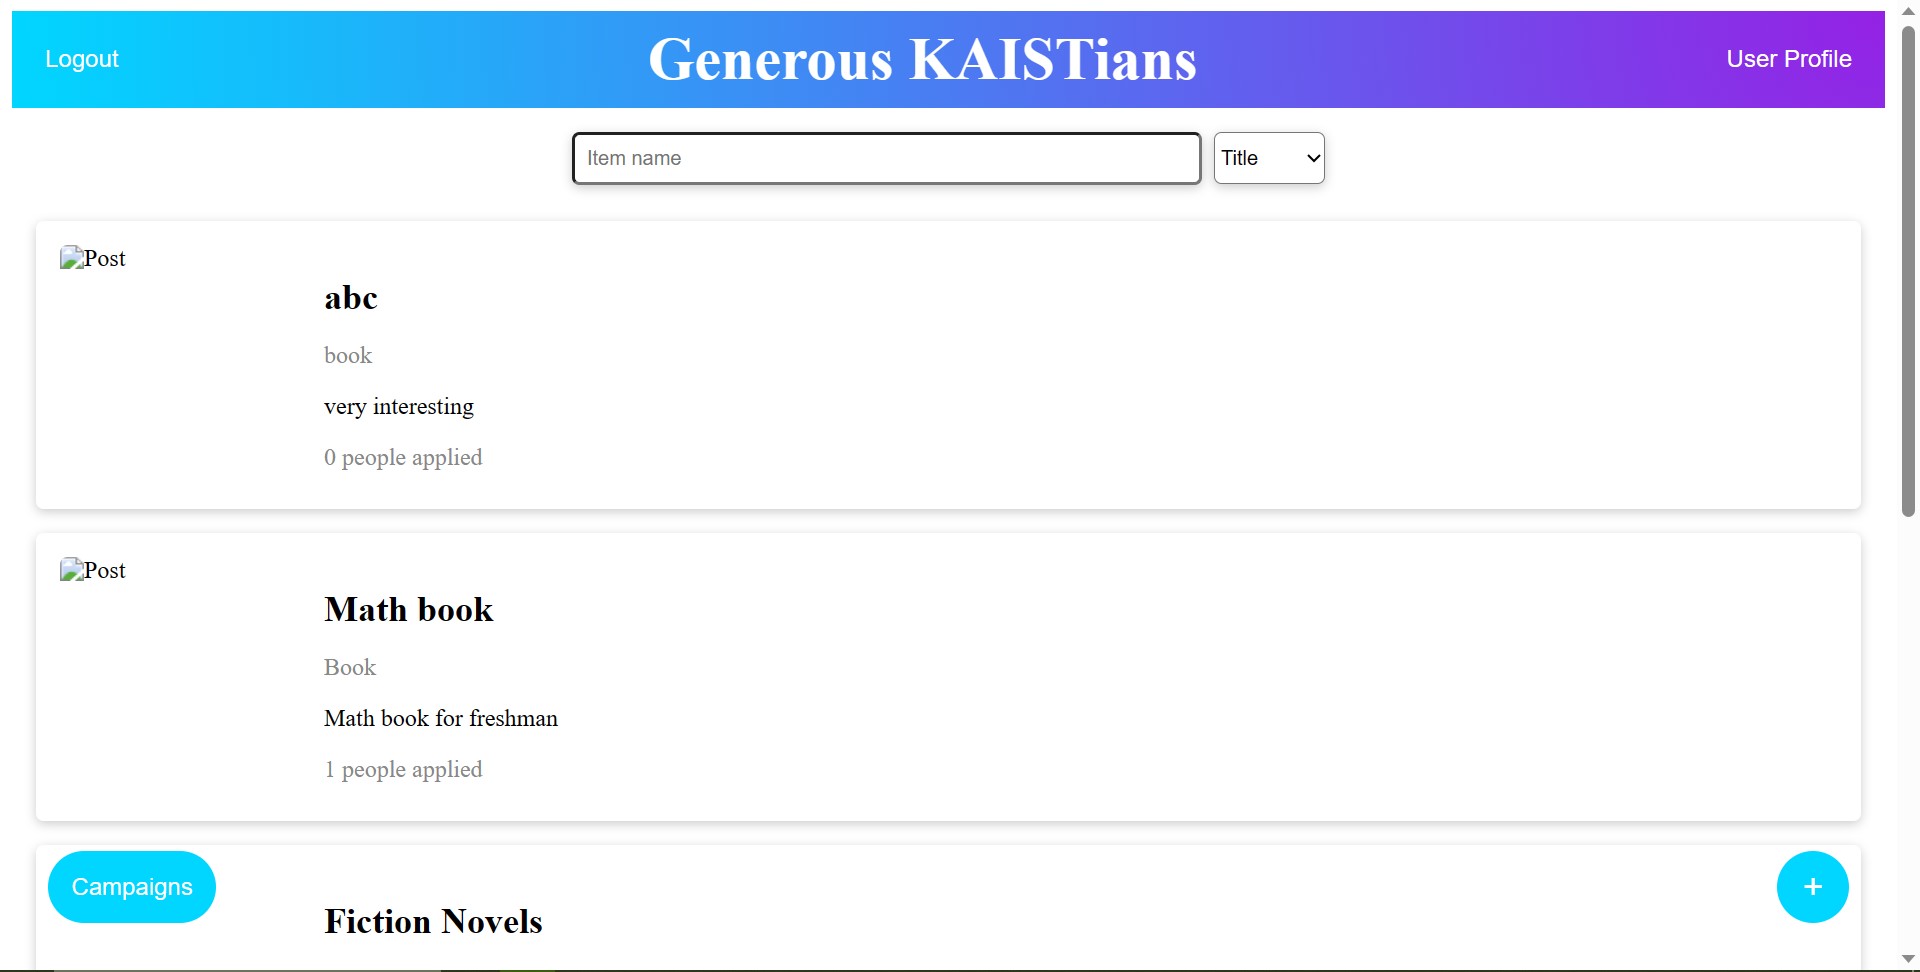 Logout
Generous KAISTians
User Profile
Item name
Title
Post
abc
book
very interesting
0 people applied
Post
Math book
Book
Math book for freshman
1 people applied
Campaigns
+
Fiction Novels